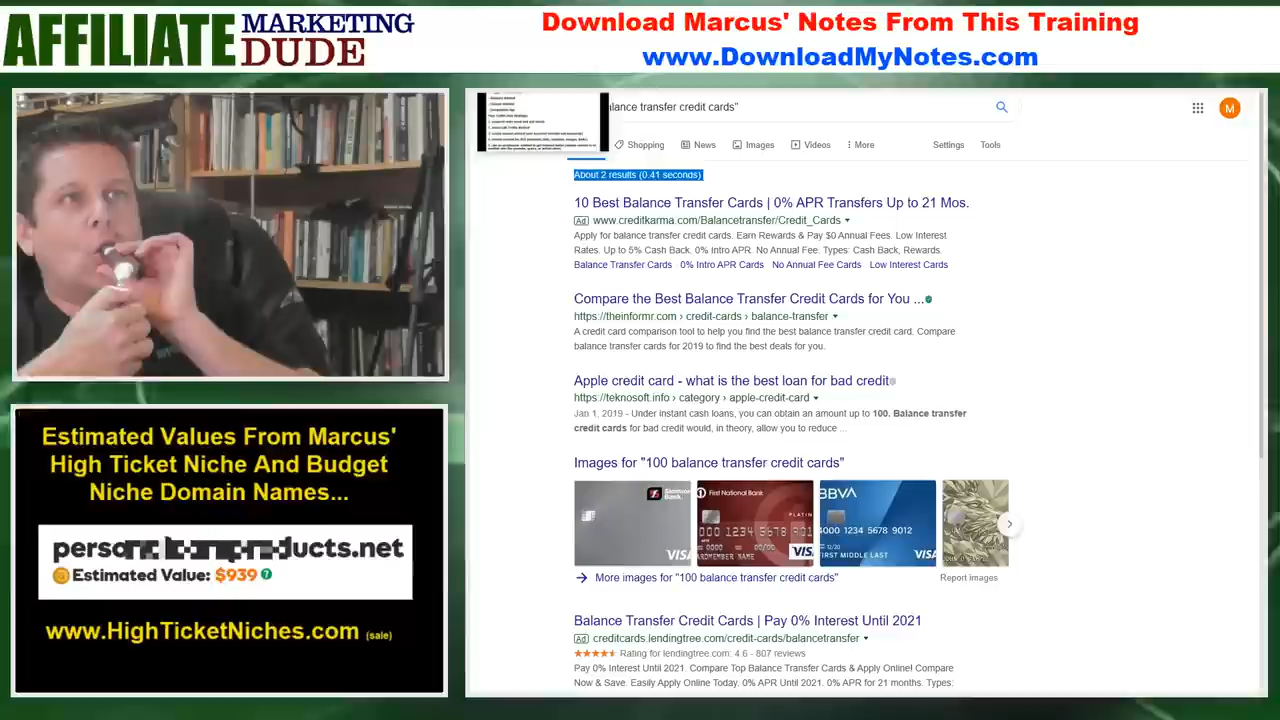 AFFILIATE MARKETING DUDE
Download Marcus' Notes From This Training
www.DownloadMyNotes.com
alance transfer credit cards"
M
Shopping
News
Images
Videos
More
Settings
Tools
About 2 results (0.41 seconds)
10 Best Balance Transfer Cards | 0% APR Transfers Up to 21 Mos.
Ad www.creditkarma.com/Balancetransfer/Credit_Cards
Apply for balance transfer credit cards. Earn Rewards & Pay $0 Annual Fees. Low Interest
Rates. Up to 5% Cash Back. 0% Intro APR. No Annual Fee. Types: Cash Back, Rewards.
Balance Transfer Cards 0% Intro APR Cards No Annual Fee Cards Low Interest Cards
Compare the Best Balance Transfer Credit Cards for You ...
https://theinformr.com › credit-cards › balance-transfer
A credit card comparison tool to help you find the best balance transfer credit card. Compare
balance transfer cards for 2019 to find the best deals for you.
Apple credit card - what is the best loan for bad credit
https://teknosoft.info › category › apple-credit-card
Jan 1, 2019 - Under instant cash loans, you can obtain an amount up to 100. Balance transfer
credit cards for bad credit would, in theory, allow you to reduce ...
Images for "100 balance transfer credit cards"
First National Bank
PLATIN
VISA
BBVA
4000 1234 5678 9012
FIRST MIDDLE LAST
VISA
More images for "100 balance transfer credit cards"
Report images
Balance Transfer Credit Cards | Pay 0% Interest Until 2021
Ad creditcards.lendingtree.com/credit-cards/balancetransfer
Rating for lendingtree.com: 4.6 - 807 reviews
Pay 0% Interest Until 2021. Compare Top Balance Transfer Cards & Apply Online! Compare
Now & Save. Easily Apply Online Today. 0% APR Until 2021. 0% APR for 21 months. Types:
Estimated Values From Marcus'
High Ticket Niche And Budget
Niche Domain Names...
Estimated Value: $939
www.HighTicketNiches.com (sale)